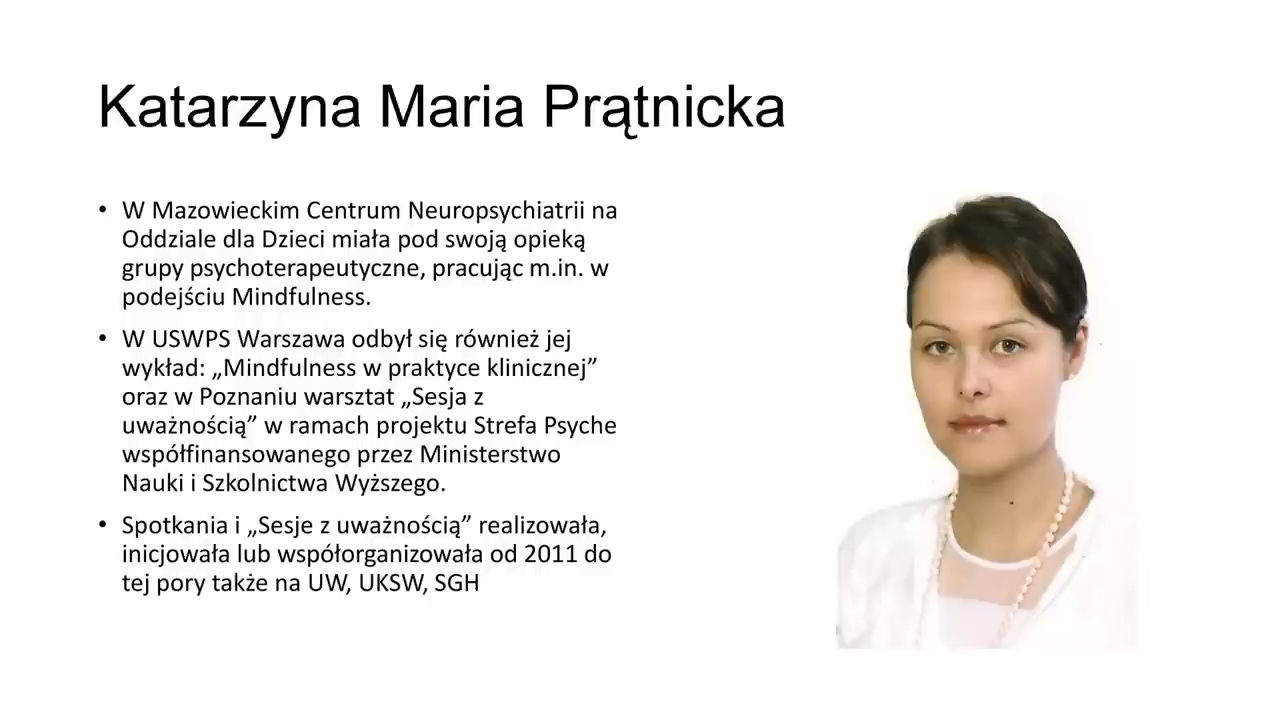 Katarzyna Maria Prątnicka
• W Mazowieckim Centrum Neuropsychiatrii na
Oddziale dla Dzieci miała pod swoją opieką
grupy psychoterapeutyczne, pracując m.in. w
podejściu Mindfulness.
• W USWPS Warszawa odbył się również jej
wykład: „Mindfulness w praktyce klinicznej”
oraz w Poznaniu warsztat „Sesja z
uważnością” w ramach projektu Strefa Psyche
współfinansowanego przez Ministerstwo
Nauki i Szkolnictwa Wyższego.
• Spotkania i „Sesje z uważnością” realizowała,
inicjowała lub współorganizowała od 2011 do
tej pory także na UW, UKSW, SGH